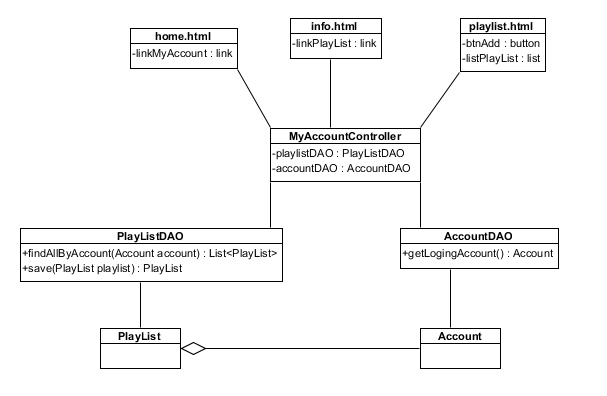 home.html
-linkMyAccount : link
info.html
-linkPlayList : link
playlist.html
-btnAdd : button
-listPlayList : list
MyAccountController
-playlistDAO : PlayListDAO
-accountDAO : AccountDAO
PlayListDAO
+findAllByAccount(Account account) : List<PlayList>
+save(PlayList playlist) : PlayList
AccountDAO
+getLogingAccount() : Account
PlayList
Account